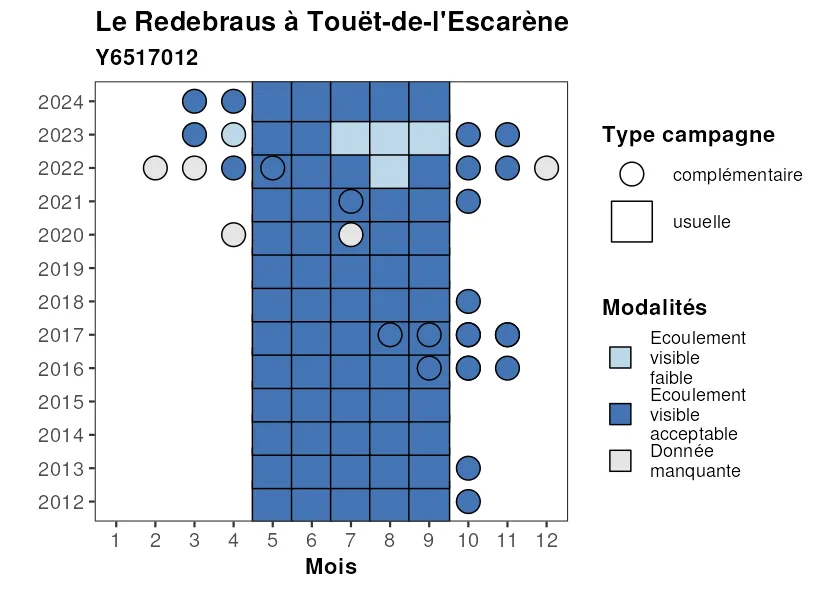 Le Redebraus à Touët-de-l'Escarène
Y6517012
2024
2023
2022
2021
2020
2019
2018
2017
2016
2015
2014
2013
2012
1 2 3 4 5 6 7 8 9 10 11 12
Mois
Type campagne
complémentaire
usuelle
Modalités
Ecoulement
visible
faible
Ecoulement
visible
acceptable
Donnée
manquante